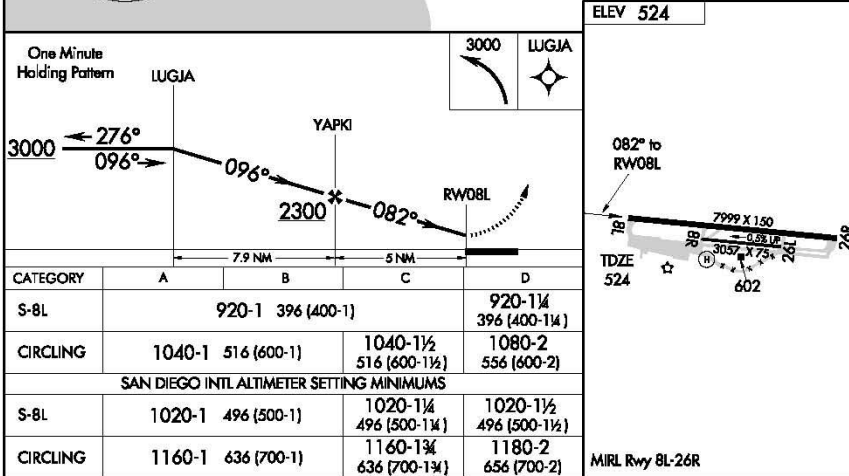 ELEV 524
One Minute
Holding Pattern
LUGJA
3000
LUGJA
3000
276°
096°
YAPKI
096°
2300
082°
RW08L
7.9 NM
5 NM
082° to
RW08L
8L
7999 X 150
26R
8R
0.5% UP
26L
3057 X 75
H
TDZE
524
602
CATEGORY A B C D
S-8L 920-1 396 (400-1) 920-1¼
396 (400-1¼)
CIRCLING 1040-1 516 (600-1) 1040-1½ 1080-2
516 (600-1½) 556 (600-2)
SAN DIEGO INTL ALTIMETER SETTING MINIMUMS
S-8L 1020-1 496 (500-1) 1020-1¼ 1020-1½
496 (500-1¼) 496 (500-1½)
CIRCLING 1160-1 636 (700-1) 1160-1¾ 1180-2
636 (700-1¾) 656 (700-2)
MIRL Rwy 8L-26R